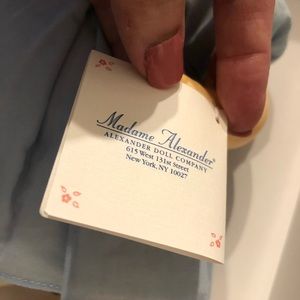 Madame Alexander®
ALEXANDER DOLL COMPANY
615 West 131st Street
New York, NY 10027